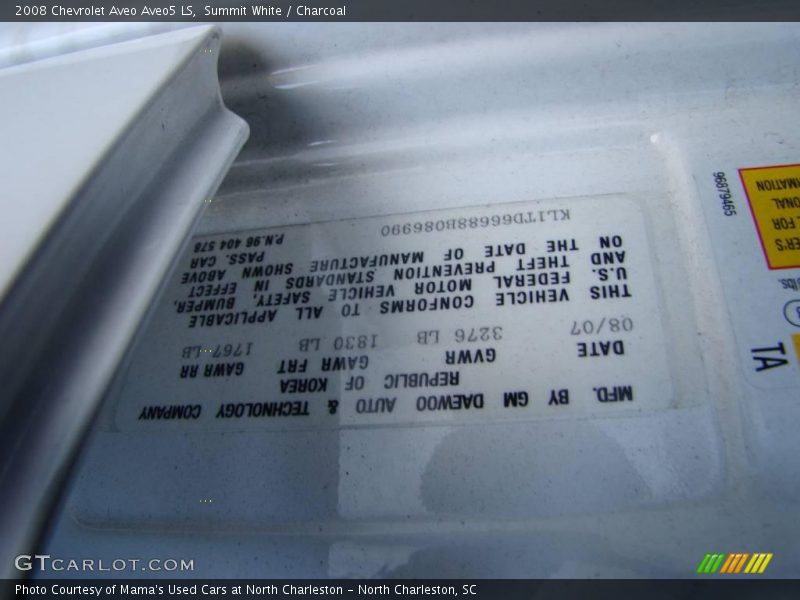 2008 Chevrolet Aveo Aveo5 LS, Summit White / Charcoal
MFD. BY GM DAEWOO AUTO & TECHNOLOGY COMPANY
REPUBLIC OF KOREA
DATE GVWR GAWR FRT GAWR RR
08/07 3276 LB 1830 LB 1767 LB
THIS VEHICLE CONFORMS TO ALL APPLICABLE
U.S. FEDERAL MOTOR VEHICLE SAFETY, BUMPER,
AND THEFT PREVENTION STANDARDS IN EFFECT
ON THE DATE OF MANUFACTURE SHOWN ABOVE
PASS. CAR
P.N.96 404 578
KL1TD66688B086990
96879465
TA
lbs.
GTCARLOT.COM
Photo Courtesy of Mama's Used Cars at North Charleston - North Charleston, SC